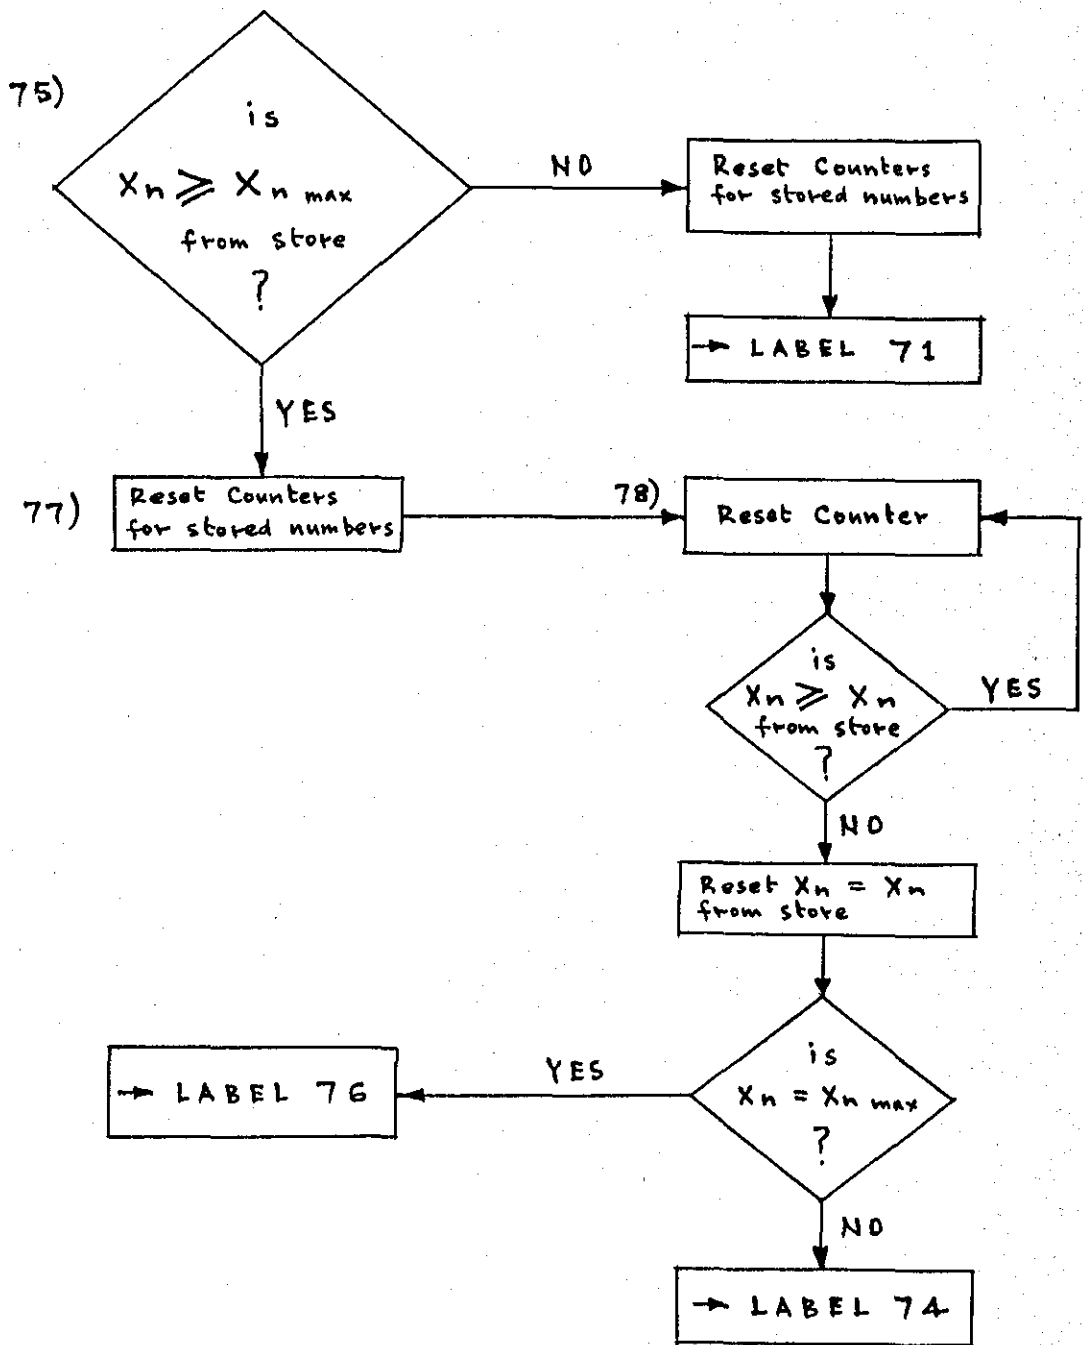 75)
is
Xn ⩾ Xn max
from store
?
NO
Reset Counters
for stored numbers
→ LABEL 71
YES
77)
Reset Counters
for stored numbers
78)
Reset Counter
is
Xn ⩾ Xn
from store
?
YES
NO
Reset Xn = Xn
from store
is
Xn = Xn max
?
YES
→ LABEL 76
NO
→ LABEL 74